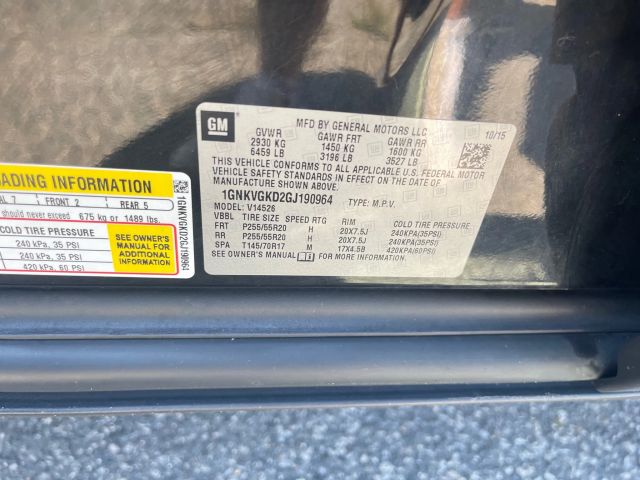 GM
MFD BY GENERAL MOTORS LLC
10/15
GVWR GAWR FRT GAWR RR
2930 KG 1450 KG 1600 KG
6459 LB 3196 LB 3527 LB
THIS VEHICLE CONFORMS TO ALL APPLICABLE U.S. FEDERAL MOTOR
VEHICLE SAFETY STANDARDS IN EFFECT ON THE DATE OF
MANUFACTURE SHOWN ABOVE.
1GNKVGKD2GJ190964 TYPE: M.P.V.
MODEL: V14526
VBBL TIRE SIZE SPEED RTG RIM COLD TIRE PRESSURE
FRT P255/55R20 H 20X7.5J 240KPA(35PSI)
RR P255/55R20 H 20X7.5J 240KPA(35PSI)
SPA T145/70R17 M 17X4.5B 420KPA(60PSI)
SEE OWNER'S MANUAL FOR MORE INFORMATION.
ADING INFORMATION
AL 7 FRONT 2 REAR 5
should never exceed 675 kg or 1489 lbs.
COLD TIRE PRESSURE
240 kPA, 35 PSI
240 kPA, 35 PSI
420 kPA, 60 PSI
SEE OWNER'S
MANUAL FOR
ADDITIONAL
INFORMATION
1GNKVGKD2GJ190964